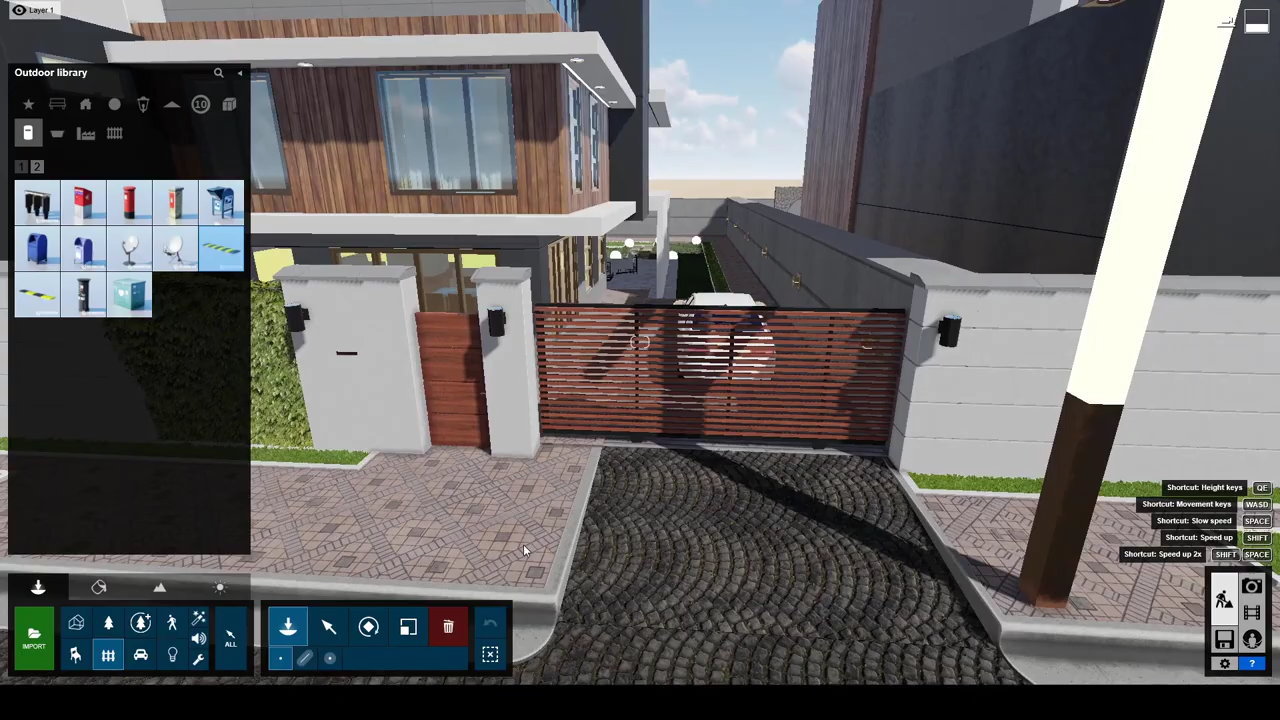 Layer 1
Outdoor library
10
1 2
Shortcut: Height keys QE
Shortcut: Movement keys WASD
Shortcut: Slow speed SPACE
Shortcut: Speed up SHIFT
Shortcut: Speed up 2x SHIFT SPACE
IMPORT
ALL
?